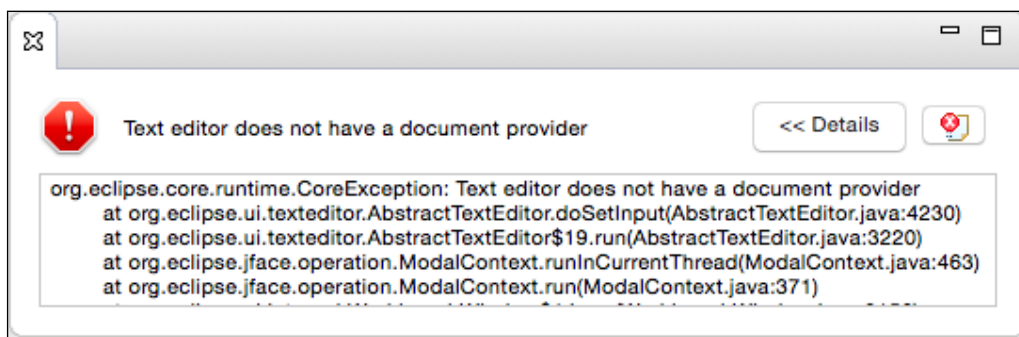 Text editor does not have a document provider
<< Details
org.eclipse.core.runtime.CoreException: Text editor does not have a document provider
at org.eclipse.ui.texteditor.AbstractTextEditor.doSetInput(AbstractTextEditor.java:4230)
at org.eclipse.ui.texteditor.AbstractTextEditor$19.run(AbstractTextEditor.java:3220)
at org.eclipse.jface.operation.ModalContext.runInCurrentThread(ModalContext.java:463)
at org.eclipse.jface.operation.ModalContext.run(ModalContext.java:371)